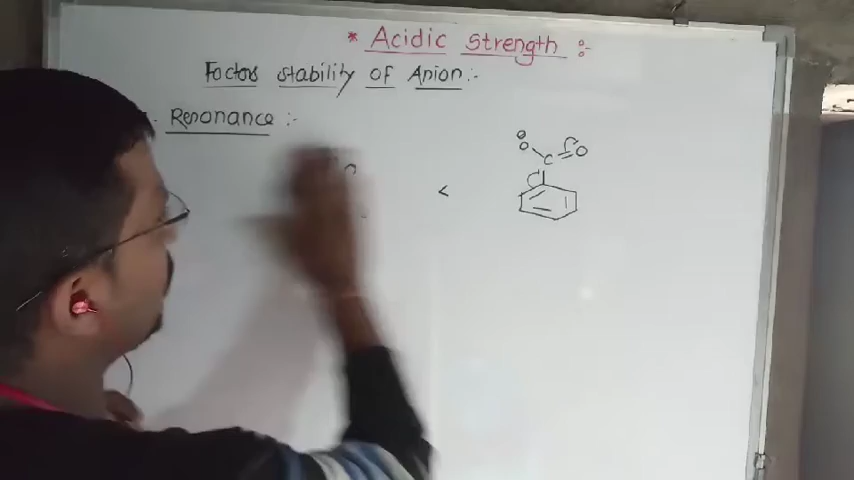 * Acidic Strength :-
Factors stability of Anion :-
Resonance :-
<
O
C
O